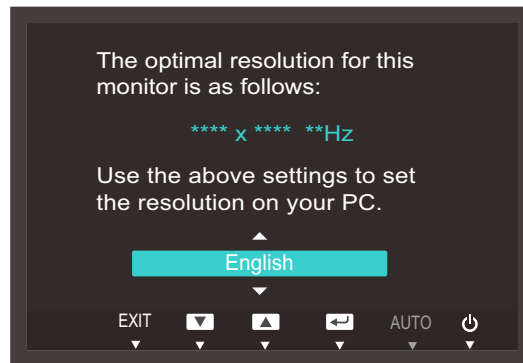 The optimal resolution for this
monitor is as follows:
**** x **** **Hz
Use the above settings to set
the resolution on your PC.
English
EXIT AUTO